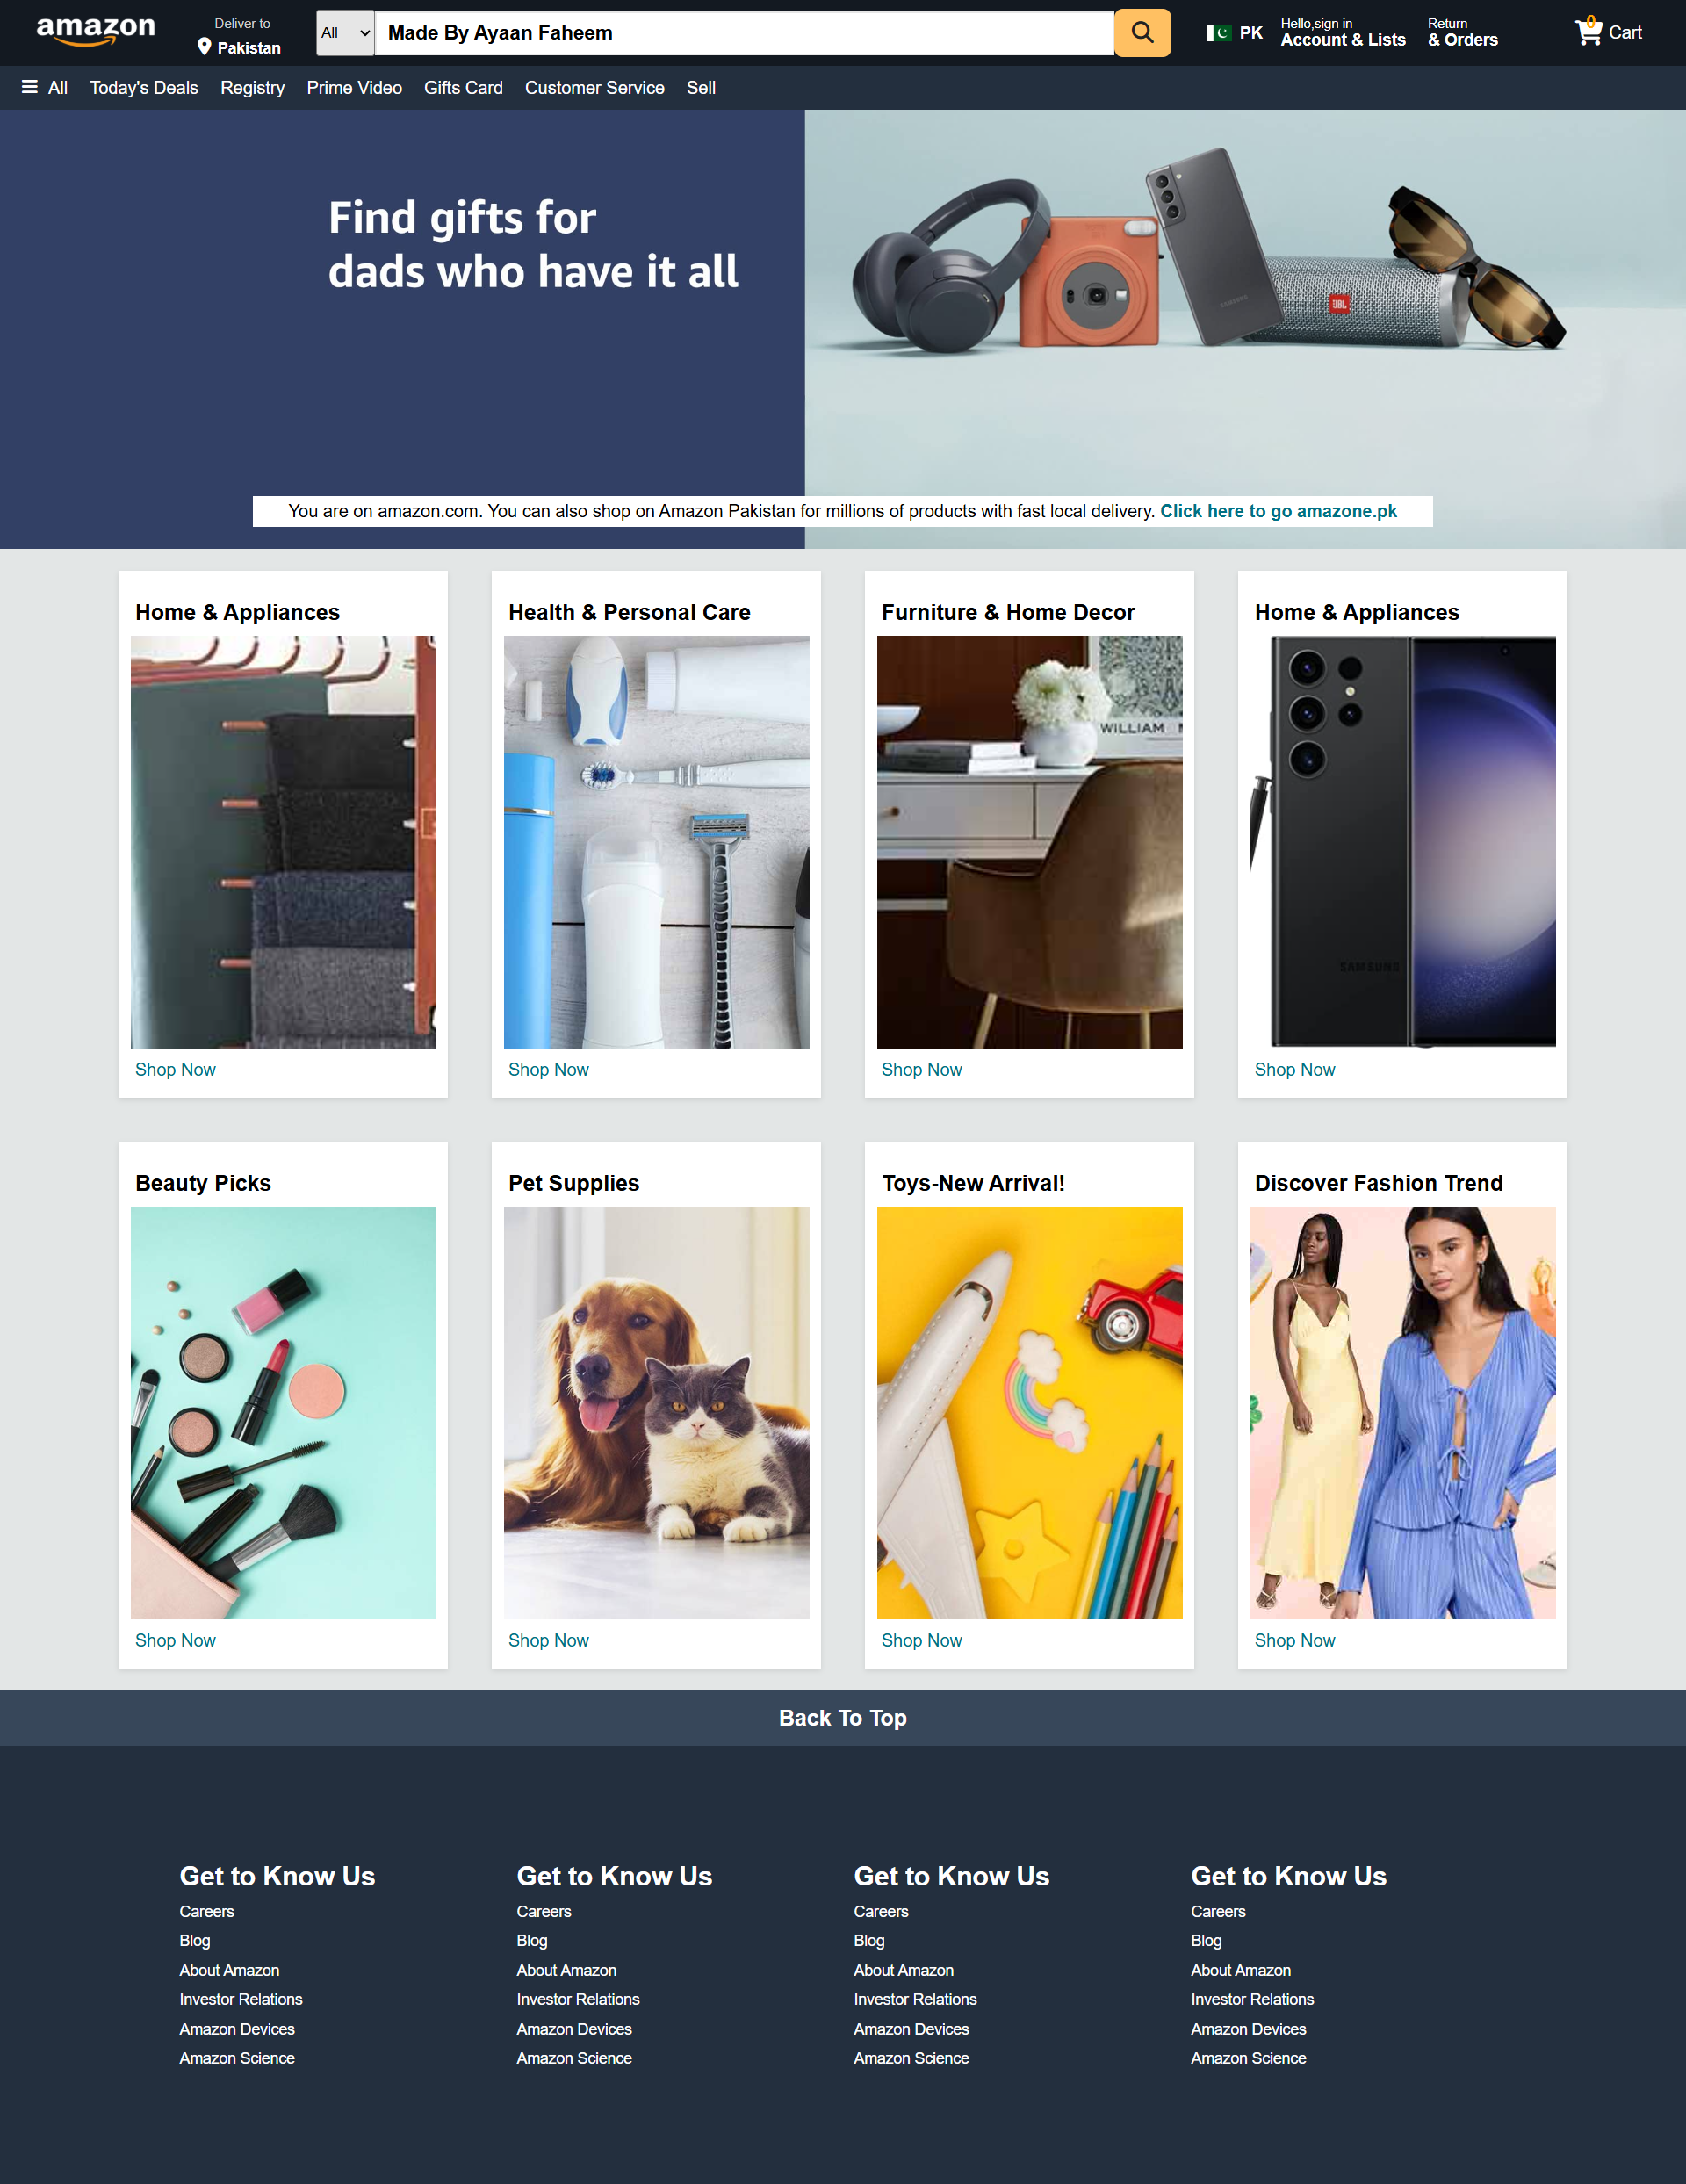 amazon
Deliver to
Pakistan
All
Made By Ayaan Faheem
PK
Hello,sign in
Account & Lists
Return
& Orders
0
Cart
All Today's Deals Registry Prime Video Gifts Card Customer Service Sell
Find gifts for
dads who have it all
SAMSUNG
JBL
You are on amazon.com. You can also shop on Amazon Pakistan for millions of products with fast local delivery. Click here to go amazone.pk
Home & Appliances
Health & Personal Care
Furniture & Home Decor
Home & Appliances
WILLIAM
SAMSUNG
Shop Now
Shop Now
Shop Now
Shop Now
Beauty Picks
Pet Supplies
Toys-New Arrival!
Discover Fashion Trend
Shop Now
Shop Now
Shop Now
Shop Now
Back To Top
Get to Know Us
Careers
Blog
About Amazon
Investor Relations
Amazon Devices
Amazon Science
Get to Know Us
Careers
Blog
About Amazon
Investor Relations
Amazon Devices
Amazon Science
Get to Know Us
Careers
Blog
About Amazon
Investor Relations
Amazon Devices
Amazon Science
Get to Know Us
Careers
Blog
About Amazon
Investor Relations
Amazon Devices
Amazon Science